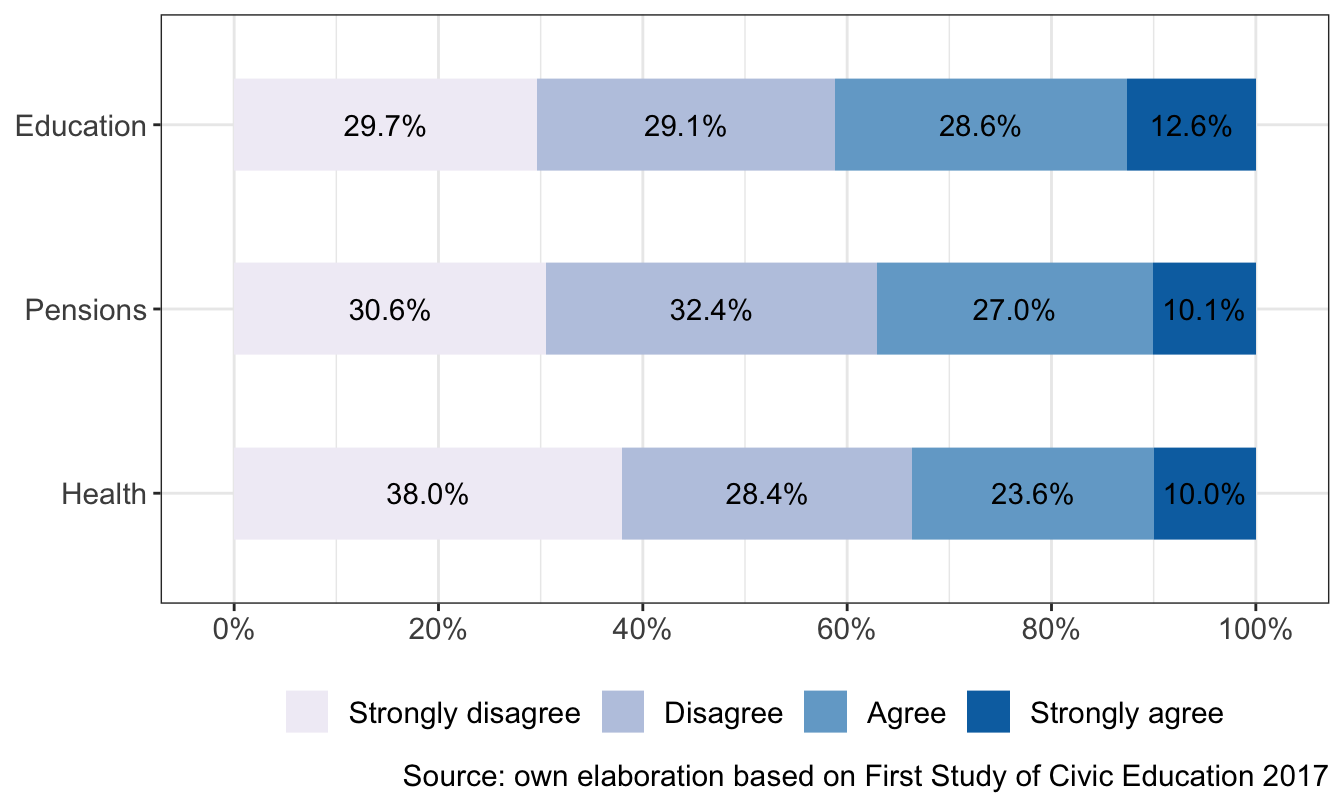 Education 29.7% 29.1% 28.6% 12.6%
Pensions 30.6% 32.4% 27.0% 10.1%
Health 38.0% 28.4% 23.6% 10.0%
0% 20% 40% 60% 80% 100%
Strongly disagree Disagree Agree Strongly agree
Source: own elaboration based on First Study of Civic Education 2017